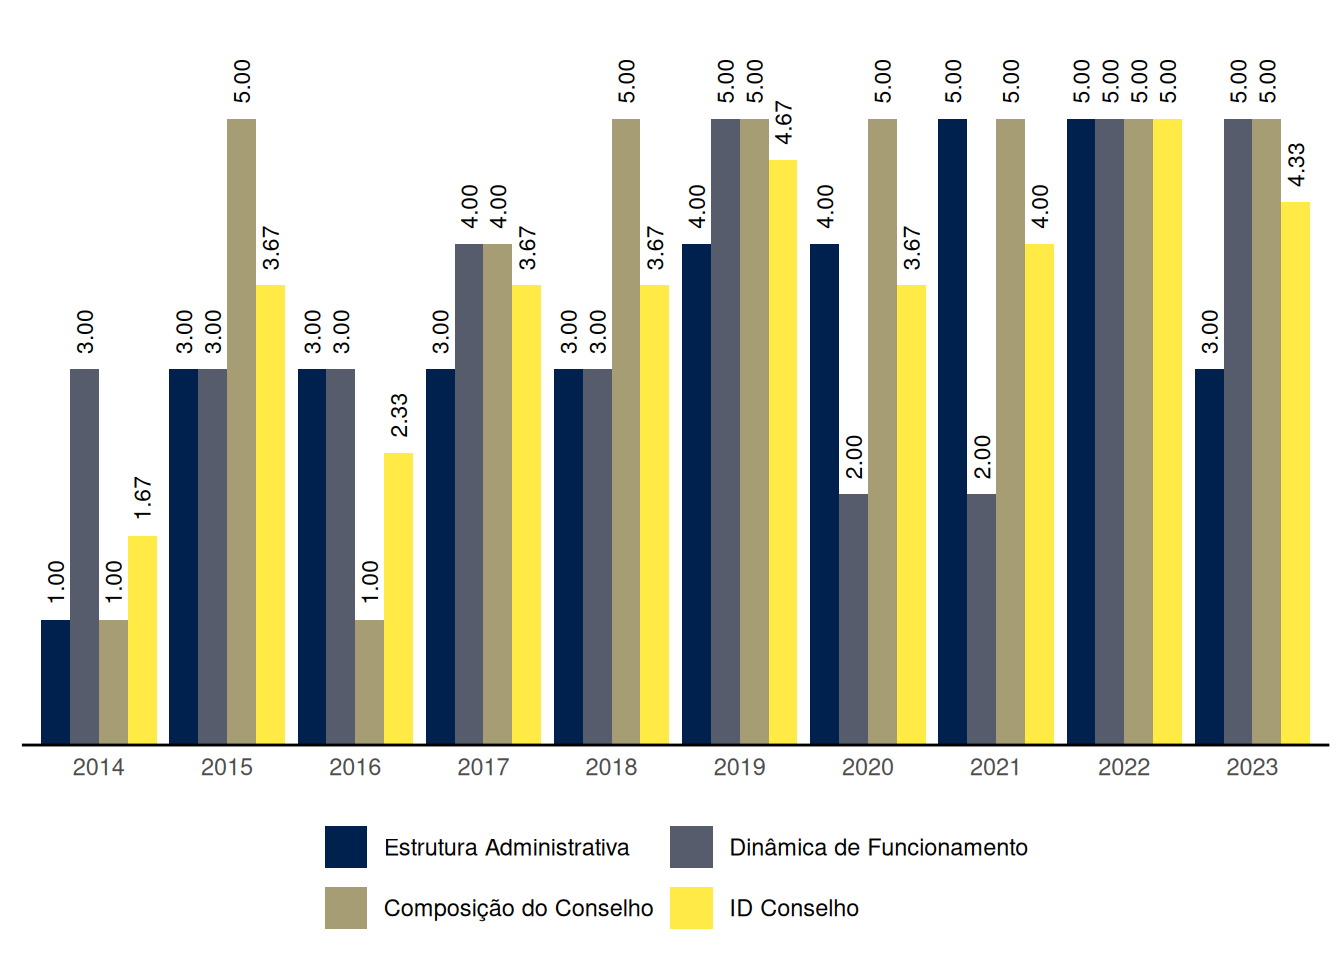 1.00 3.00 1.00 1.67
3.00 3.00 5.00 3.67
3.00 3.00 1.00 2.33
3.00 4.00 4.00 3.67
3.00 3.00 5.00 3.67
4.00 5.00 5.00 4.67
4.00 2.00 5.00 3.67
5.00 2.00 5.00 4.00
5.00 5.00 5.00 5.00
3.00 5.00 5.00 4.33
2014 2015 2016 2017 2018 2019 2020 2021 2022 2023
Estrutura Administrativa Dinâmica de Funcionamento
Composição do Conselho ID Conselho